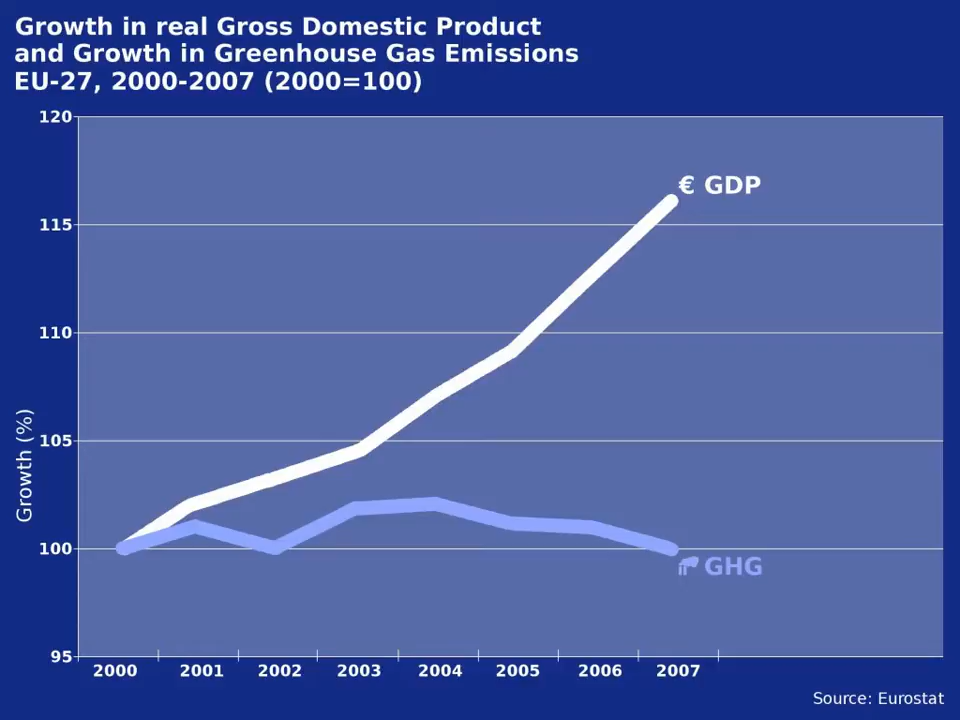 Growth in real Gross Domestic Product
and Growth in Greenhouse Gas Emissions
EU-27, 2000-2007 (2000=100)
120
€ GDP
115
110
Growth (%)
105
100
GHG
95
2000 2001 2002 2003 2004 2005 2006 2007
Source: Eurostat